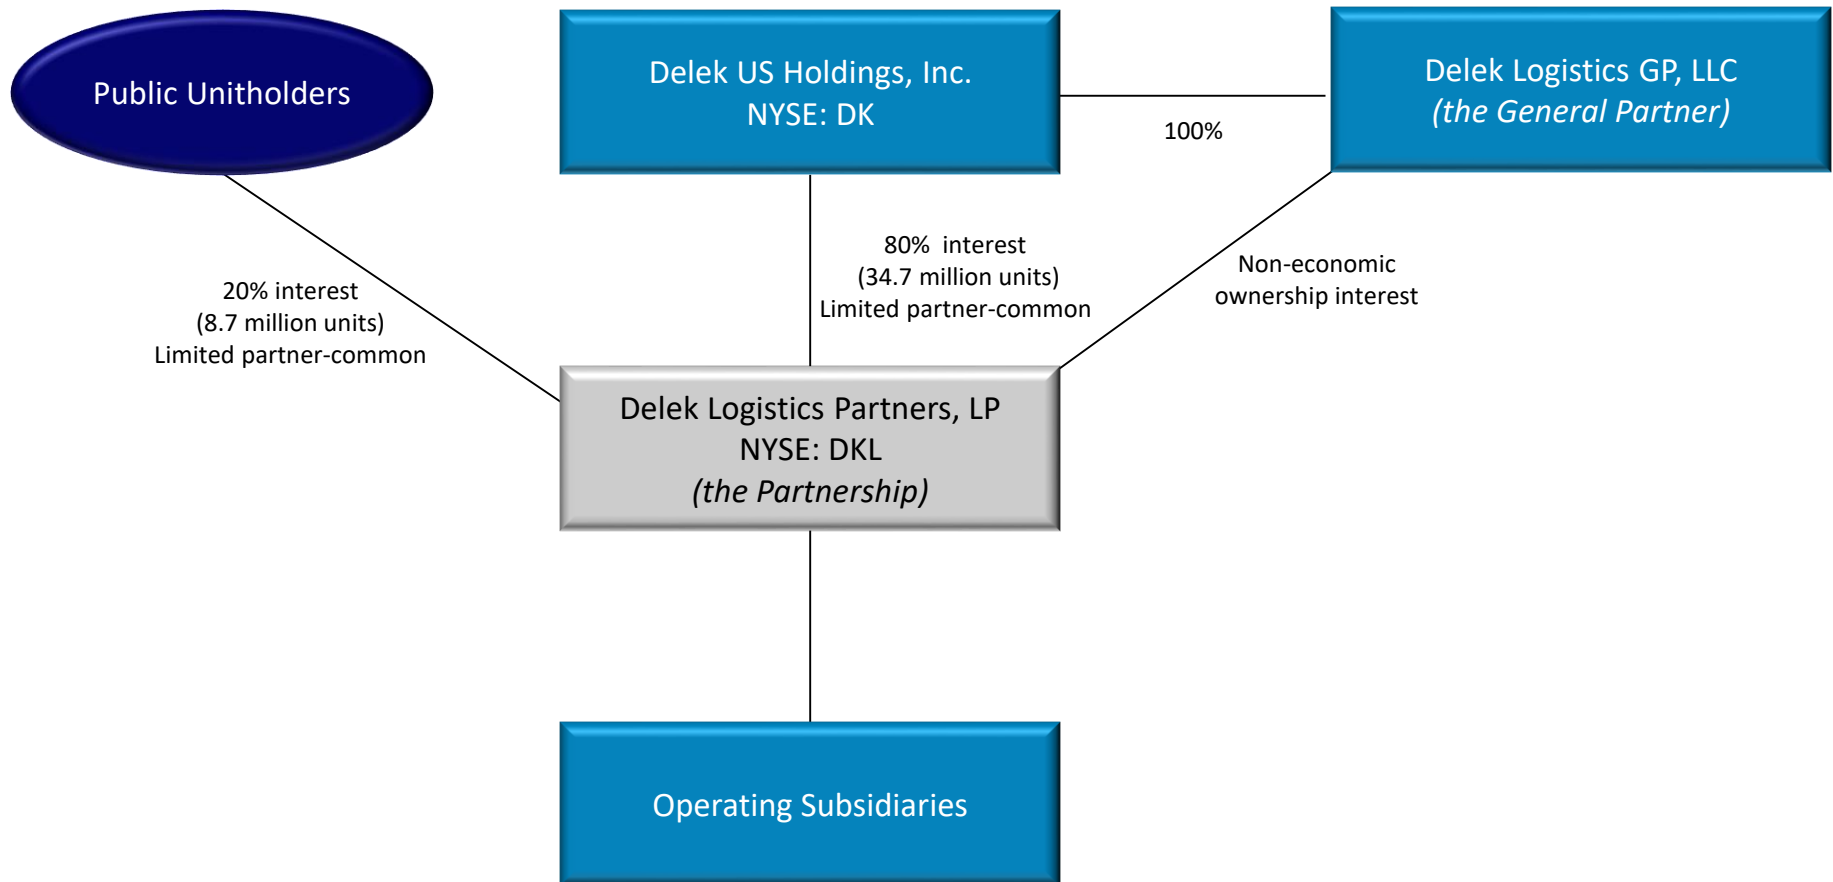 Public Unitholders
Delek US Holdings, Inc.
NYSE: DK
Delek Logistics GP, LLC
(the General Partner)
100%
20% interest
(8.7 million units)
Limited partner-common
80%  interest
(34.7 million units)
Limited partner-common
Non-economic
ownership interest
Delek Logistics Partners, LP
NYSE: DKL
(the Partnership)
Operating Subsidiaries